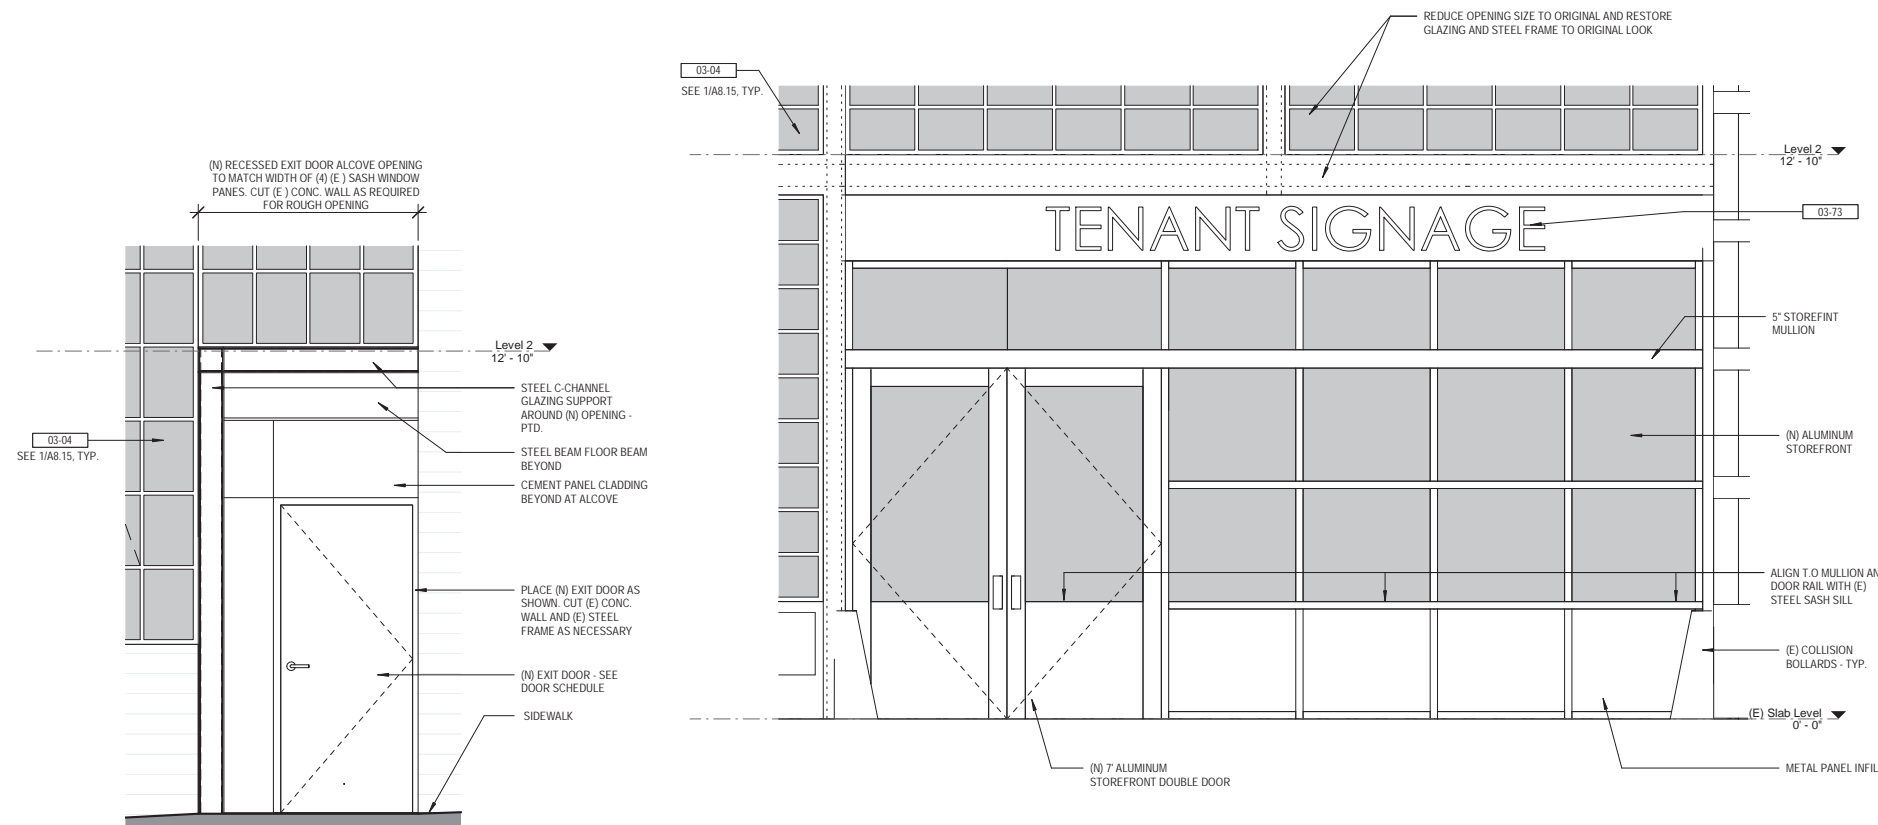 (N) RECESSED EXIT DOOR ALCOVE OPENING
TO MATCH WIDTH OF (4) (E ) SASH WINDOW
PANES. CUT (E ) CONC. WALL AS REQUIRED
FOR ROUGH OPENING
Level 2
12' - 10"
STEEL C-CHANNEL
GLAZING SUPPORT
AROUND (N) OPENING -
PTD.
03-04
SEE 1/A8.15, TYP.
STEEL BEAM FLOOR BEAM
BEYOND
CEMENT PANEL CLADDING
BEYOND AT ALCOVE
PLACE (N) EXIT DOOR AS
SHOWN. CUT (E) CONC.
WALL AND (E) STEEL
FRAME AS NECESSARY
(N) EXIT DOOR - SEE
DOOR SCHEDULE
SIDEWALK
REDUCE OPENING SIZE TO ORIGINAL AND RESTORE
GLAZING AND STEEL FRAME TO ORIGINAL LOOK
03-04
SEE 1/A8.15, TYP.
Level 2
12' - 10"
TENANT SIGNAGE
03-73
5" STOREFINT
MULLION
(N) ALUMINUM
STOREFRONT
ALIGN T.O MULLION AN
DOOR RAIL WITH (E)
STEEL SASH SILL
(E) COLLISION
BOLLARDS - TYP.
(E) Slab Level
0' - 0"
(N) 7' ALUMINUM
STOREFRONT DOUBLE DOOR
METAL PANEL INFIL